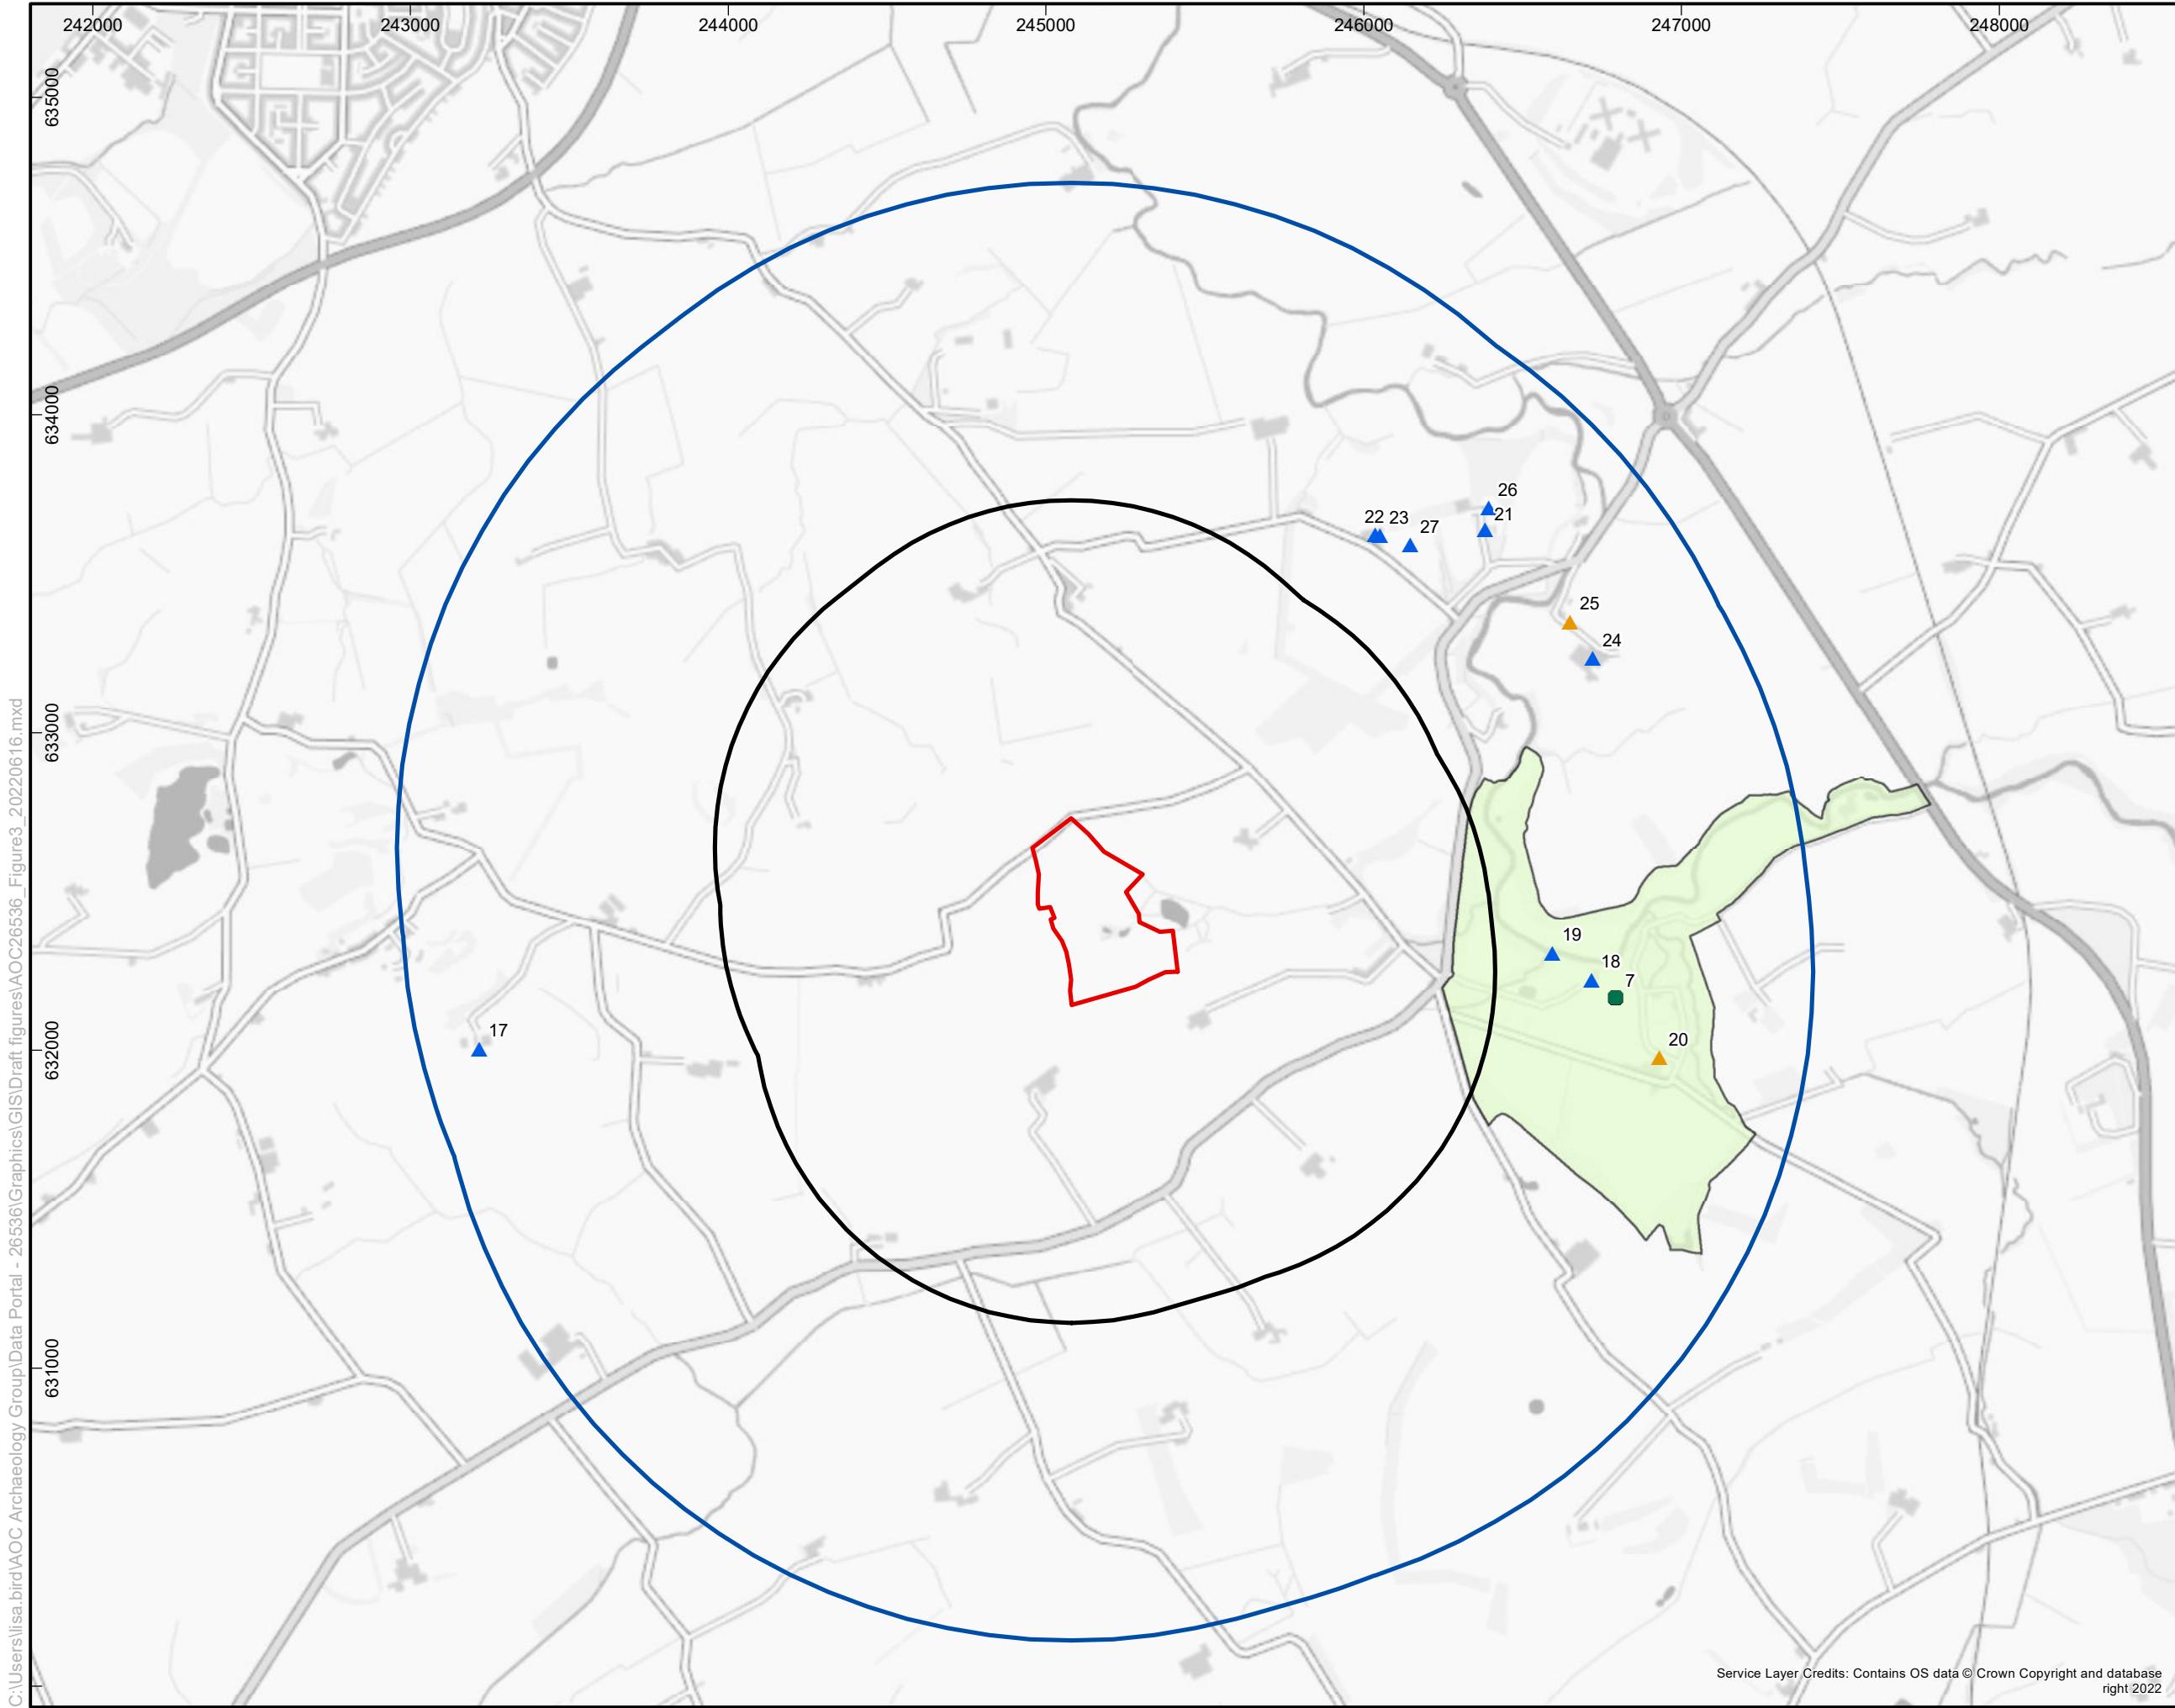 242000 243000 244000 245000 246000 247000 248000
635000
634000
633000
632000
631000
26
21
22 23 27
25
24
19
18
7
20
17
C:\Users\lisa.bird\AOC Archaeology Group\Data Portal - 26536\Graphics\GIS\Draft figures\AOC26536_Figure3_20220616.mxd
Service Layer Credits: Contains OS data © Crown Copyright and database
right 2022